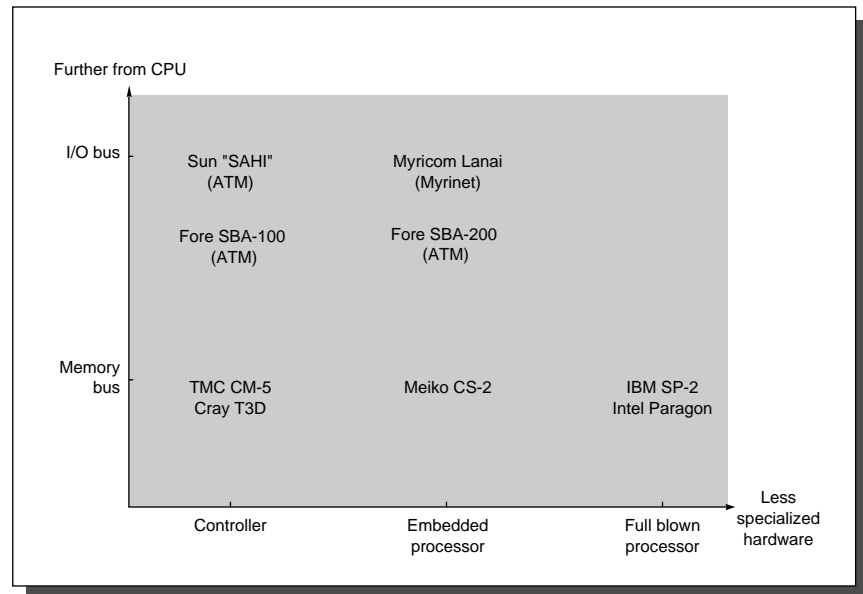 Further from CPU
I/O bus
Sun "SAHI"
(ATM)
Myricom Lanai
(Myrinet)
Fore SBA-100
(ATM)
Fore SBA-200
(ATM)
Memory
bus
TMC CM-5
Cray T3D
Meiko CS-2
IBM SP-2
Intel Paragon
Controller
Embedded
processor
Full blown
processor
Less
specialized
hardware